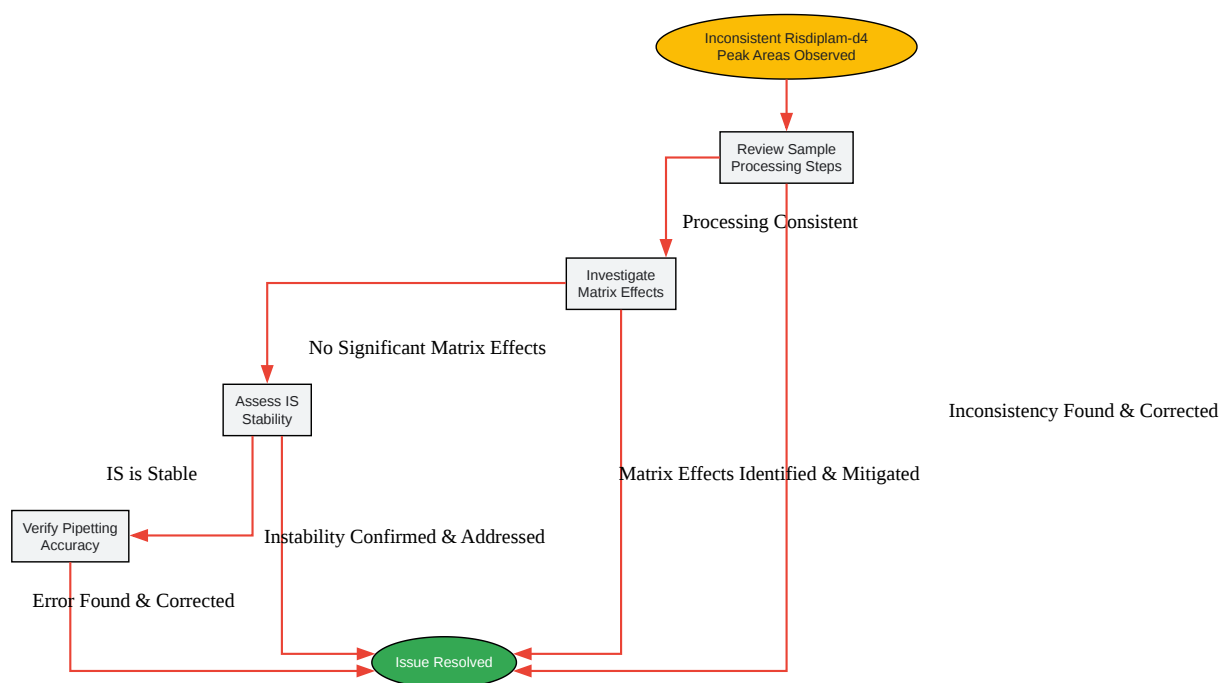 Inconsistent Risdiplam-d4
Peak Areas Observed
Review Sample
Processing Steps
Processing Consistent
Investigate
Matrix Effects
No Significant Matrix Effects
Assess IS
Stability
Inconsistency Found & Corrected
IS is Stable
Matrix Effects Identified & Mitigated
Verify Pipetting
Accuracy
Instability Confirmed & Addressed
Error Found & Corrected
Issue Resolved